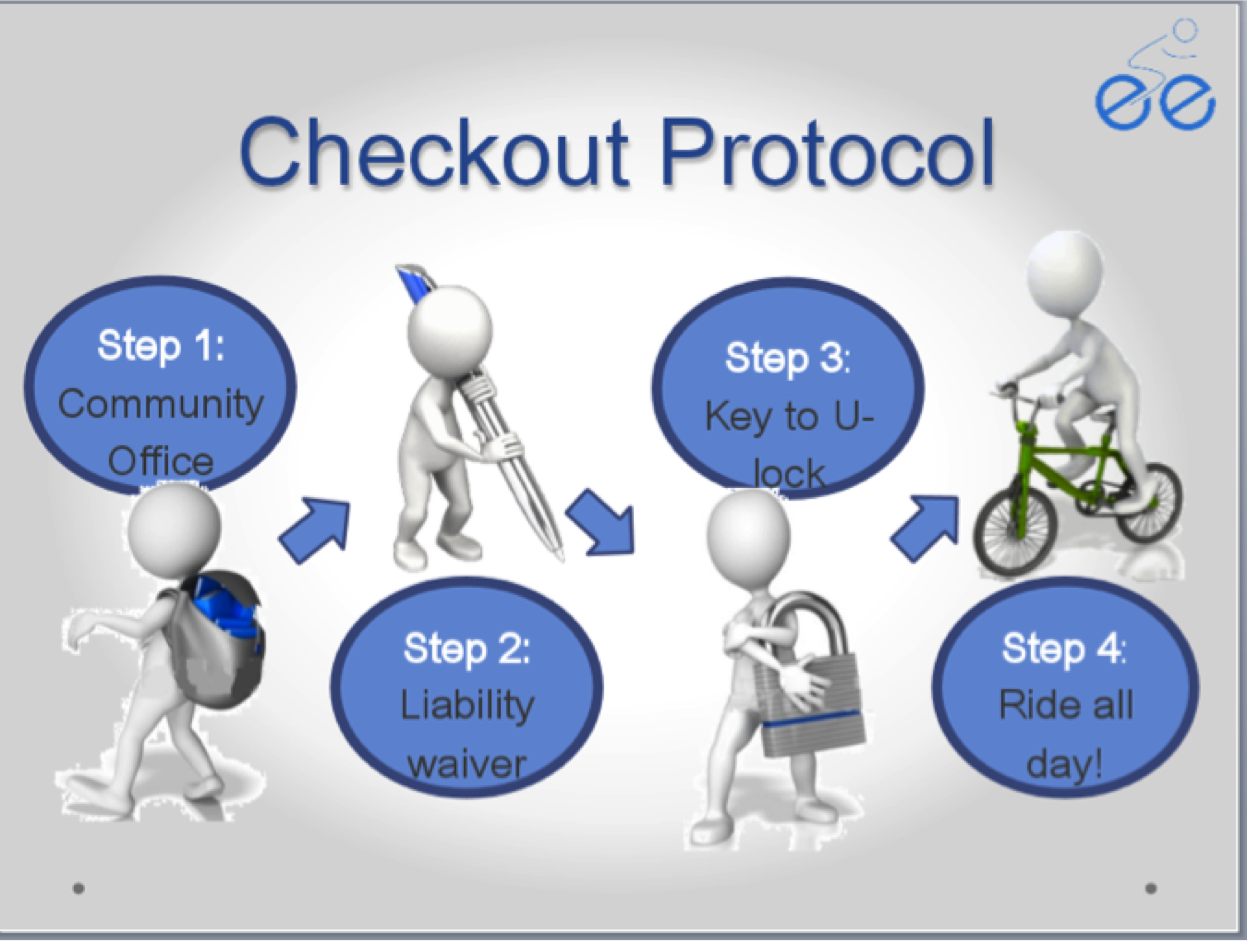 Checkout Protocol
Step 1:
Community
Office
Step 2:
Liability
waiver
Step 3:
Key to U-
lock
Step 4:
Ride all
day!